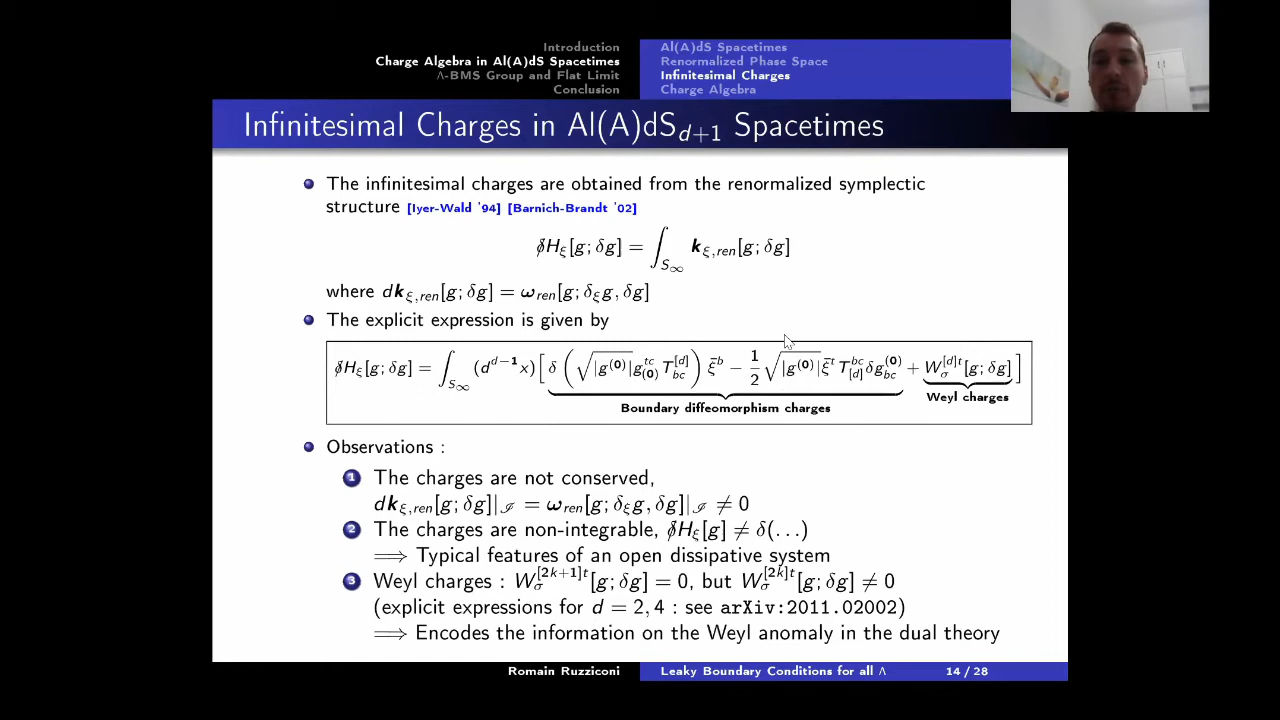 Introduction
Charge Algebra in Al(A)dS Spacetimes
Λ-BMS Group and Flat Limit
Conclusion
Al(A)dS Spacetimes
Renormalized Phase Space
Infinitesimal Charges
Charge Algebra
Infinitesimal Charges in Al(A)dS_{d+1} Spacetimes
The infinitesimal charges are obtained from the renormalized symplectic
structure [Iyer-Wald '94] [Barnich-Brandt '02]
δ̸H_ξ[g; δg] = ∫_{S_∞} k_{ξ,ren}[g; δg]
where dk_{ξ,ren}[g; δg] = ω_{ren}[g; δ_ξg, δg]
The explicit expression is given by
δ̸H_ξ[g; δg] = ∫_{S_∞} (d^{d−1}x) [ δ ( √|g^{(0)}| g^{tc}_{(0)} T^{[d]}_{bc} ) ξ̄^b − 1/2 √|g^{(0)}| ξ̄^t T^{bc}_{[d]} δg^{(0)}_{bc} + W^{[d]t}_σ[g; δg] ]
Boundary diffeomorphism charges
Weyl charges
Observations :
1 The charges are not conserved,
dk_{ξ,ren}[g; δg]|_ℐ = ω_{ren}[g; δ_ξg, δg]|_ℐ ≠ 0
2 The charges are non-integrable, δ̸H_ξ[g] ≠ δ(...)
⟹ Typical features of an open dissipative system
3 Weyl charges : W^{[2k+1]t}_σ[g; δg] = 0, but W^{[2k]t}_σ[g; δg] ≠ 0
(explicit expressions for d = 2, 4 : see arXiv:2011.02002)
⟹ Encodes the information on the Weyl anomaly in the dual theory
Romain Ruzziconi
Leaky Boundary Conditions for all Λ
14 / 28